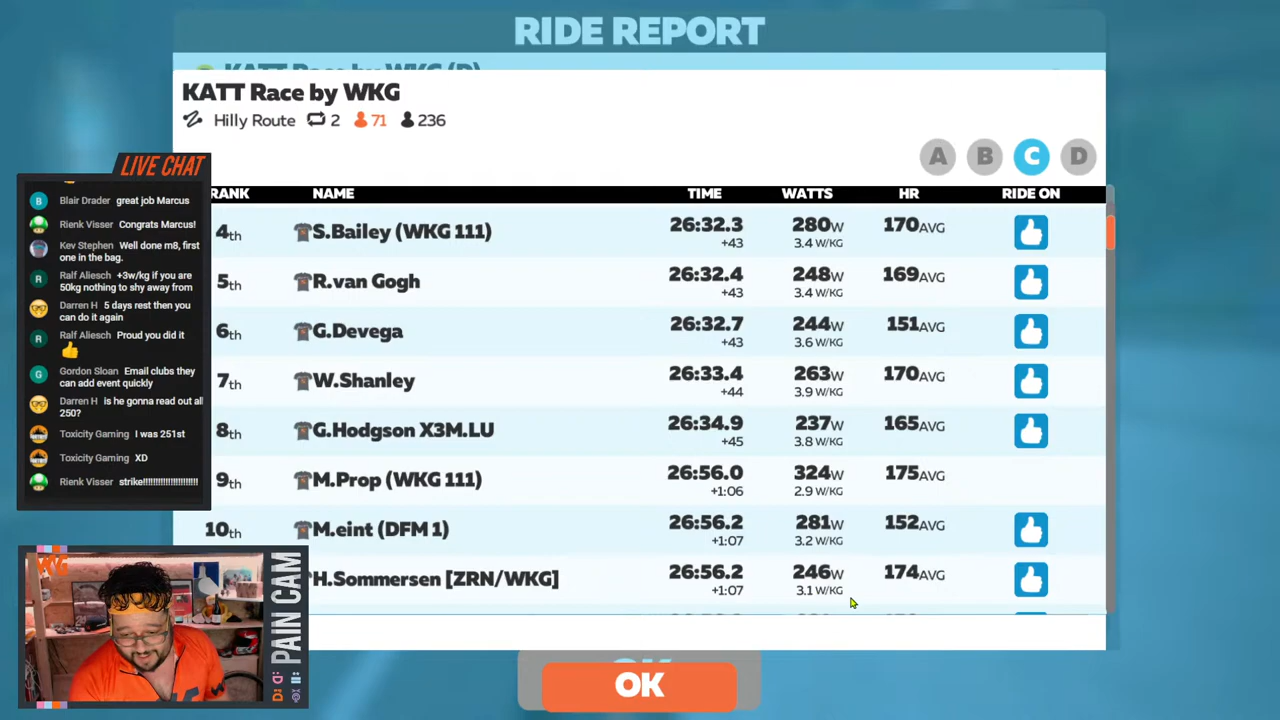 RIDE REPORT
KATT Race by WKG (D)
KATT Race by WKG
Hilly Route 2 71 236
A B C D
RANK NAME TIME WATTS HR RIDE ON
4th S.Bailey (WKG 111) 26:32.3 280W 170AVG
+43 3.4 W/KG
5th R.van Gogh 26:32.4 248W 169AVG
+43 3.4 W/KG
6th G.Devega 26:32.7 244W 151AVG
+43 3.6 W/KG
7th W.Shanley 26:33.4 263W 170AVG
+44 3.9 W/KG
8th G.Hodgson X3M.LU 26:34.9 237W 165AVG
+45 3.8 W/KG
9th M.Prop (WKG 111) 26:56.0 324W 175AVG
+1:06 2.9 W/KG
10th M.eint (DFM 1) 26:56.2 281W 152AVG
+1:07 3.2 W/KG
H.Sommersen [ZRN/WKG] 26:56.2 246W 174AVG
+1:07 3.1 W/KG
OK
LIVE CHAT
B Blair Drader great job Marcus
Rienk Visser Congrats Marcus!
Kev Stephen Well done m8, first
one in the bag.
R Ralf Aliesch +3w/kg if you are
50kg nothing to shy away from
Darren H 5 days rest then you
can do it again
R Ralf Aliesch Proud you did it
G Gordon Sloan Email clubs they
can add event quickly
Darren H is he gonna read out all
250?
Toxicity Gaming I was 251st
Toxicity Gaming XD
Rienk Visser strike!!!!!!!!!!!!!!!!!!!!!!
WKG
PAIN CAM